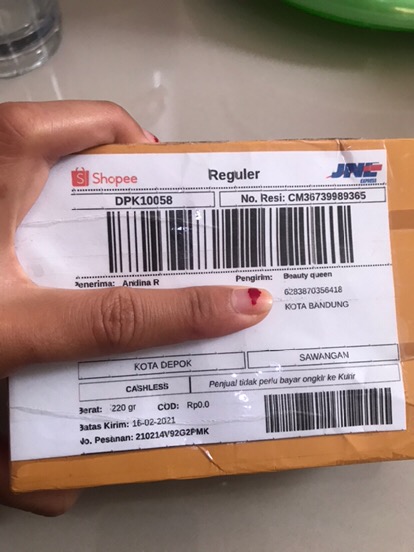 Shopee
Reguler
JNE
EXPRESS
DPK10058
No. Resi: CM36739989365
Penerima: Andina R
Pengirim: Beauty queen
6283870356418
KOTA BANDUNG
KOTA DEPOK
SAWANGAN
CASHLESS
Penjual tidak perlu bayar ongkir ke Kurir
Berat: 220 gr
COD: Rp0.0
Batas Kirim: 16-02-2021
No. Pesanan: 210214V92G2PMK